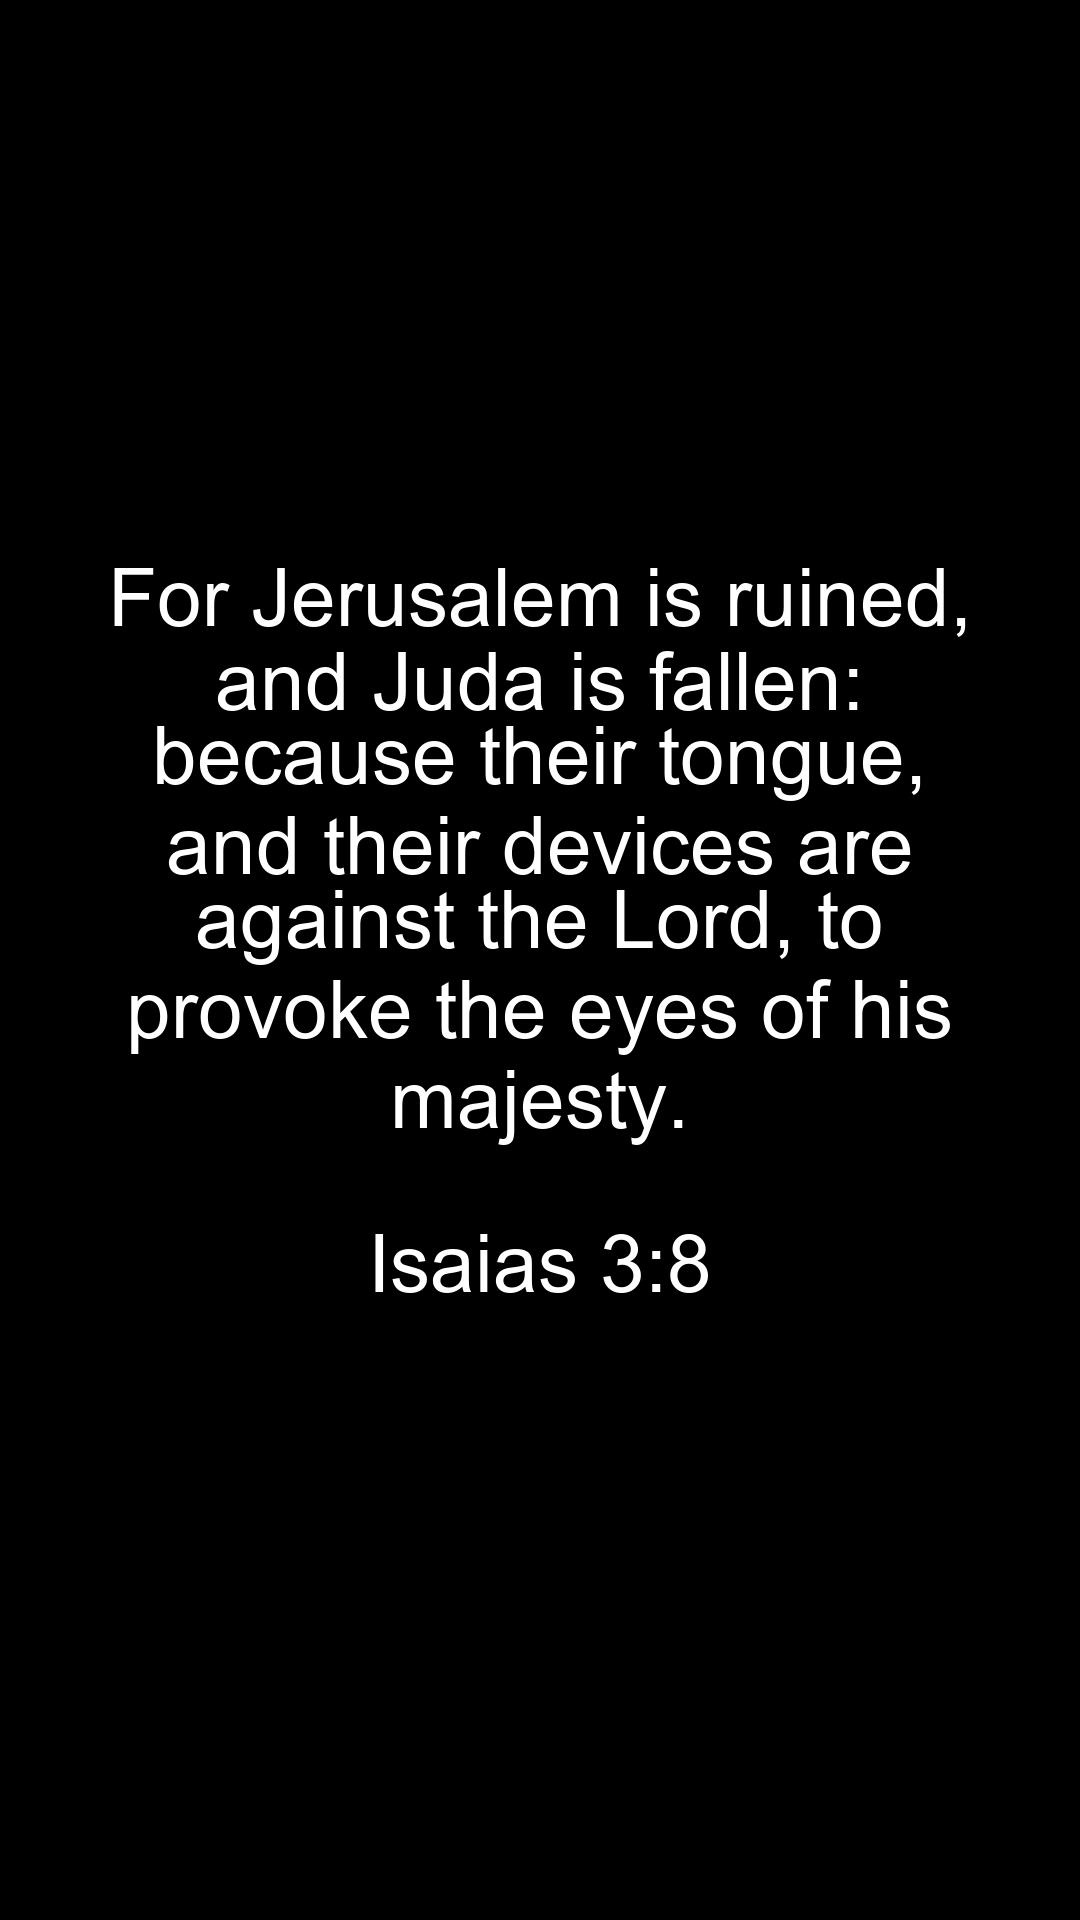 For Jerusalem is ruined,
and Juda is fallen:
because their tongue,
and their devices are
against the Lord, to
provoke the eyes of his
majesty.
Isaias 3:8